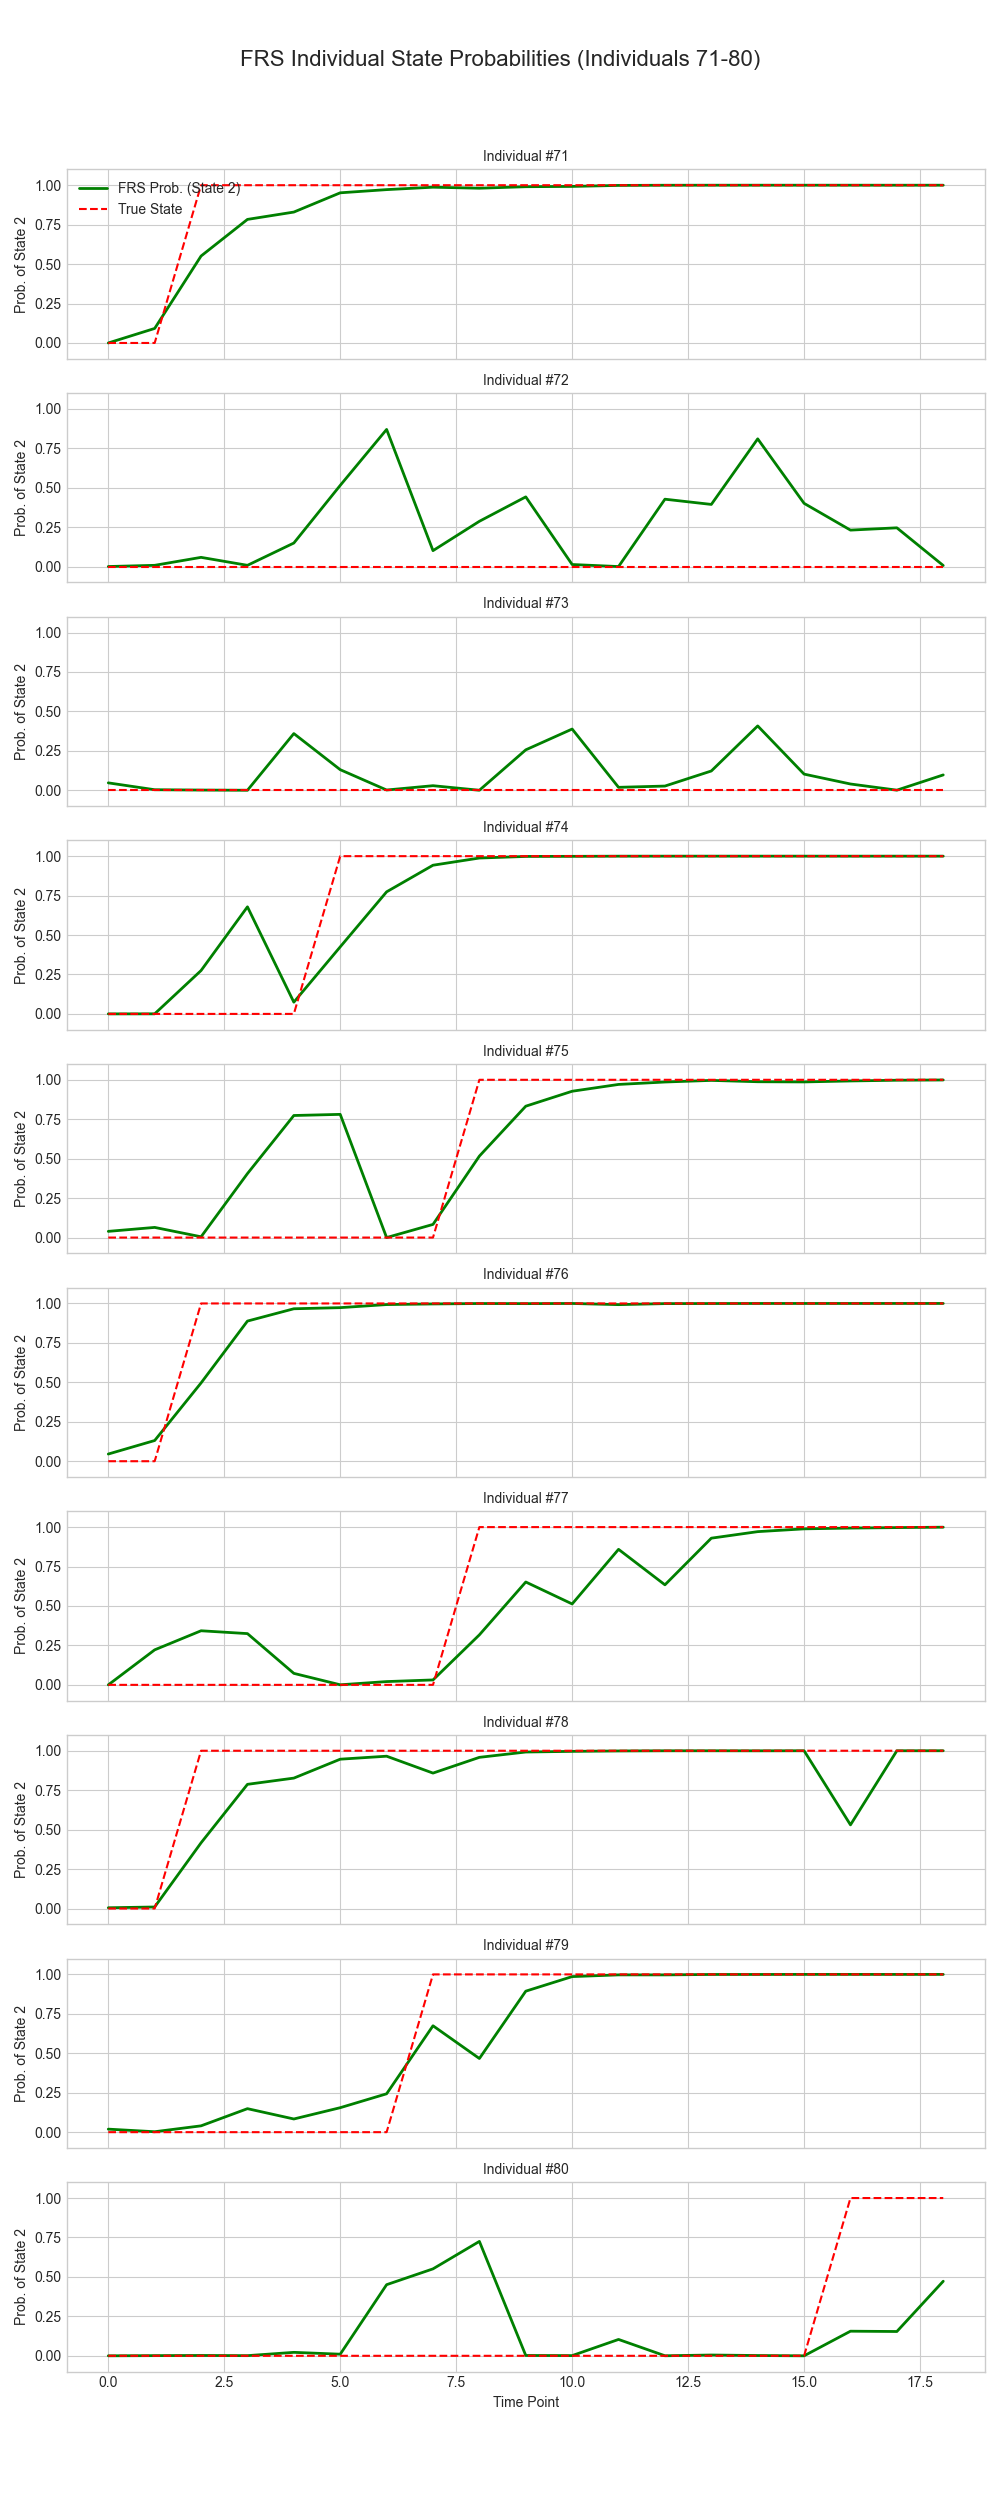 FRS Individual State Probabilities (Individuals 71-80)
Individual #71
FRS Prob. (State 2)
True State
1.00
0.75
0.50
0.25
0.00
Prob. of State 2
Individual #72
1.00
0.75
0.50
0.25
0.00
Prob. of State 2
Individual #73
1.00
0.75
0.50
0.25
0.00
Prob. of State 2
Individual #74
1.00
0.75
0.50
0.25
0.00
Prob. of State 2
Individual #75
1.00
0.75
0.50
0.25
0.00
Prob. of State 2
Individual #76
1.00
0.75
0.50
0.25
0.00
Prob. of State 2
Individual #77
1.00
0.75
0.50
0.25
0.00
Prob. of State 2
Individual #78
1.00
0.75
0.50
0.25
0.00
Prob. of State 2
Individual #79
1.00
0.75
0.50
0.25
0.00
Prob. of State 2
Individual #80
1.00
0.75
0.50
0.25
0.00
Prob. of State 2
0.0 2.5 5.0 7.5 10.0 12.5 15.0 17.5
Time Point